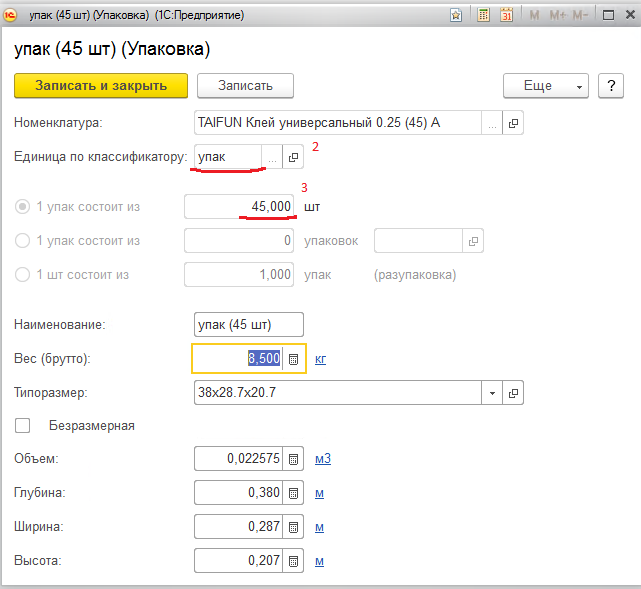 упак (45 шт) (Упаковка) (1С:Предприятие) 31 M M+ M-
упак (45 шт) (Упаковка)
Записать и закрыть Записать Еще ?
Номенклатура: TAIFUN Клей универсальный 0.25 (45) А ...
Единица по классификатору: упак ... 2
3
1 упак состоит из 45,000 шт
1 упак состоит из 0 упаковок
1 шт состоит из 1,000 упак (разупаковка)
Наименование: упак (45 шт)
Вес (брутто): 8,500 кг
Типоразмер: 38x28.7x20.7
Безразмерная
Объем: 0,022575 м3
Глубина: 0,380 м
Ширина: 0,287 м
Высота: 0,207 м